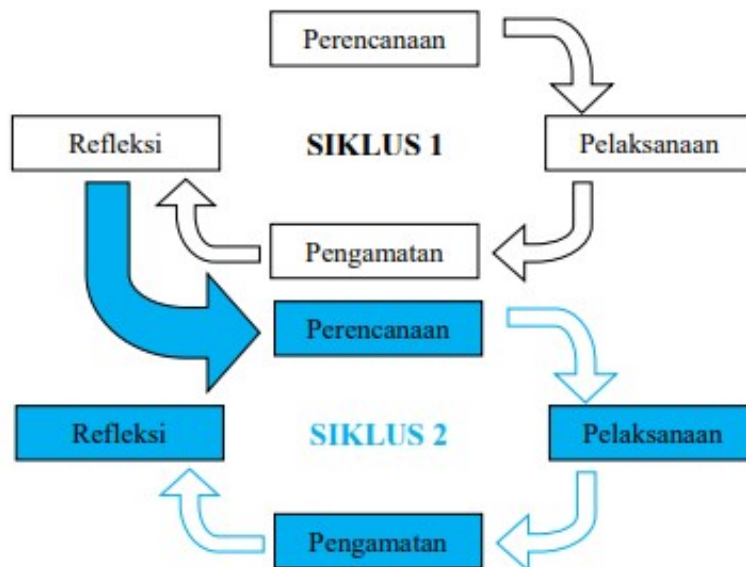 Perencanaan
Refleksi
SIKLUS 1
Pelaksanaan
Pengamatan
Perencanaan
Refleksi
SIKLUS 2
Pelaksanaan
Pengamatan